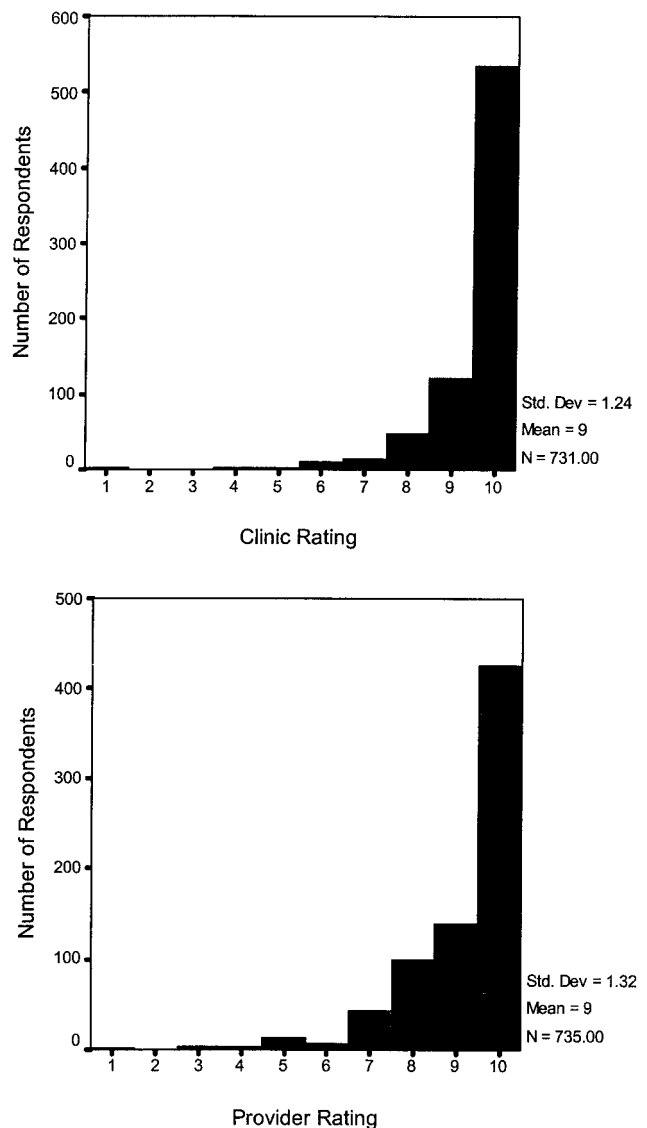 600
500
400
300
200
100
0
Number of Respondents
Std. Dev = 1.24
Mean = 9
N = 731.00
1 2 3 4 5 6 7 8 9 10
Clinic Rating
500
400
300
200
100
0
Number of Respondents
Std. Dev = 1.32
Mean = 9
N = 735.00
1 2 3 4 5 6 7 8 9 10
Provider Rating